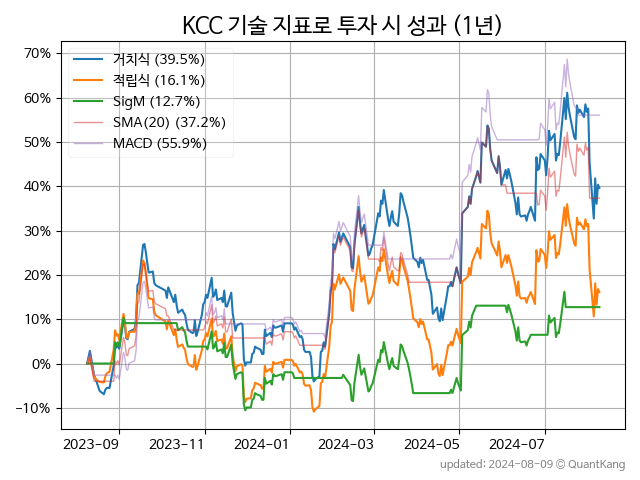 KCC 기술 지표로 투자 시 성과 (1년)
70%
60%
50%
40%
30%
20%
10%
0%
−10%
거치식 (39.5%)
적립식 (16.1%)
SigM (12.7%)
SMA(20) (37.2%)
MACD (55.9%)
2023-09 2023-11 2024-01 2024-03 2024-05 2024-07
updated: 2024-08-09 © QuantKang